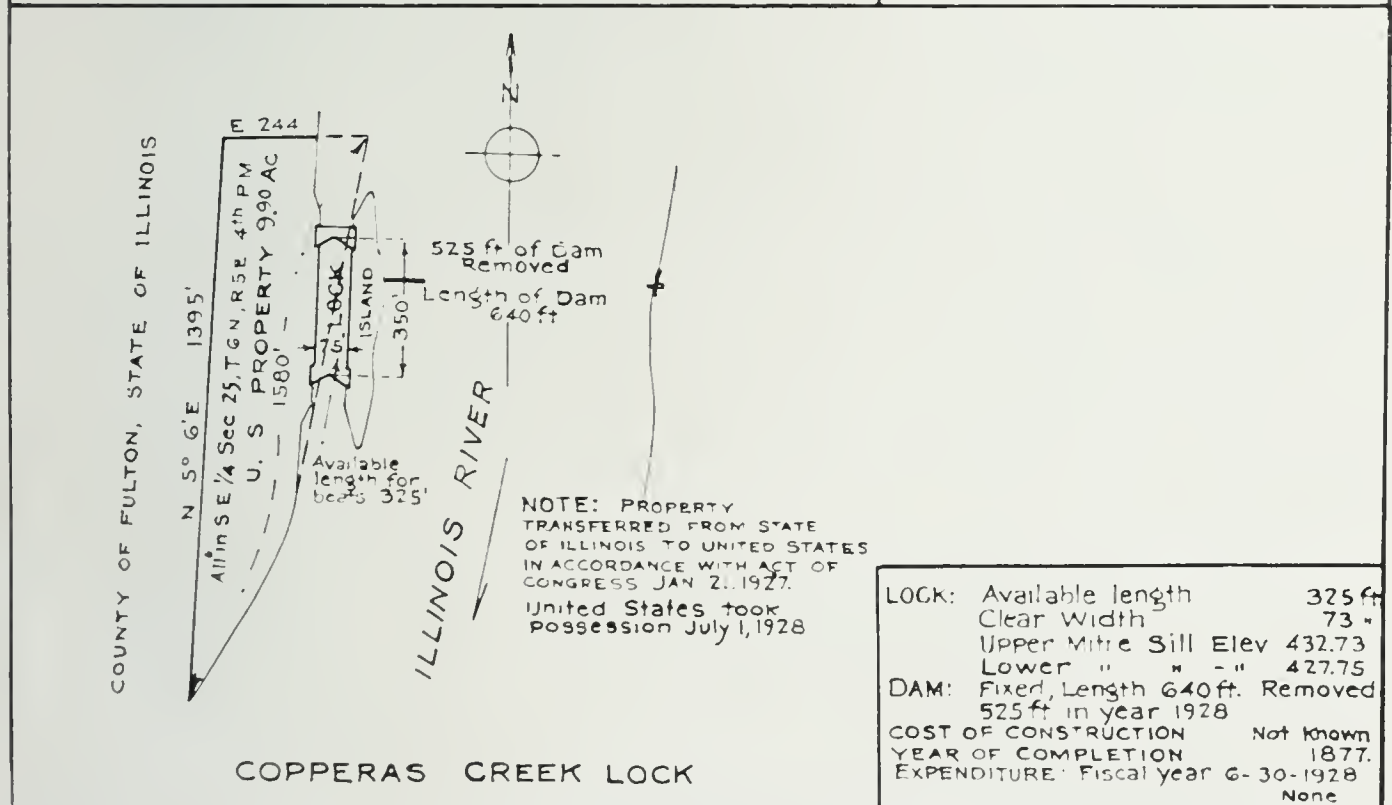 COUNTY OF FULTON, STATE OF ILLINOIS
N 5° 6' E 1395'
E 244
All in S E 1/4 Sec 25, T 6 N, R 5 E 4th PM
U. S PROPERTY 9.90 AC
1580'
LOCK
75
ISLAND
350'
N
525 ft of Dam
Removed
Length of Dam
640 ft
Available
length for
boats 325'
ILLINOIS RIVER
NOTE: PROPERTY
TRANSFERRED FROM STATE
OF ILLINOIS TO UNITED STATES
IN ACCORDANCE WITH ACT OF
CONGRESS JAN 21.1927.
United States took
Possession July 1, 1928
COPPERAS CREEK LOCK
LOCK: Available length 325 ft
Clear Width 73 "
Upper Mitre Sill Elev 432.73
Lower " " - " 427.75
DAM: Fixed, Length 640 ft. Removed
525 ft in year 1928
COST OF CONSTRUCTION Not Known
YEAR OF COMPLETION 1877.
EXPENDITURE: Fiscal year 6-30-1928
None